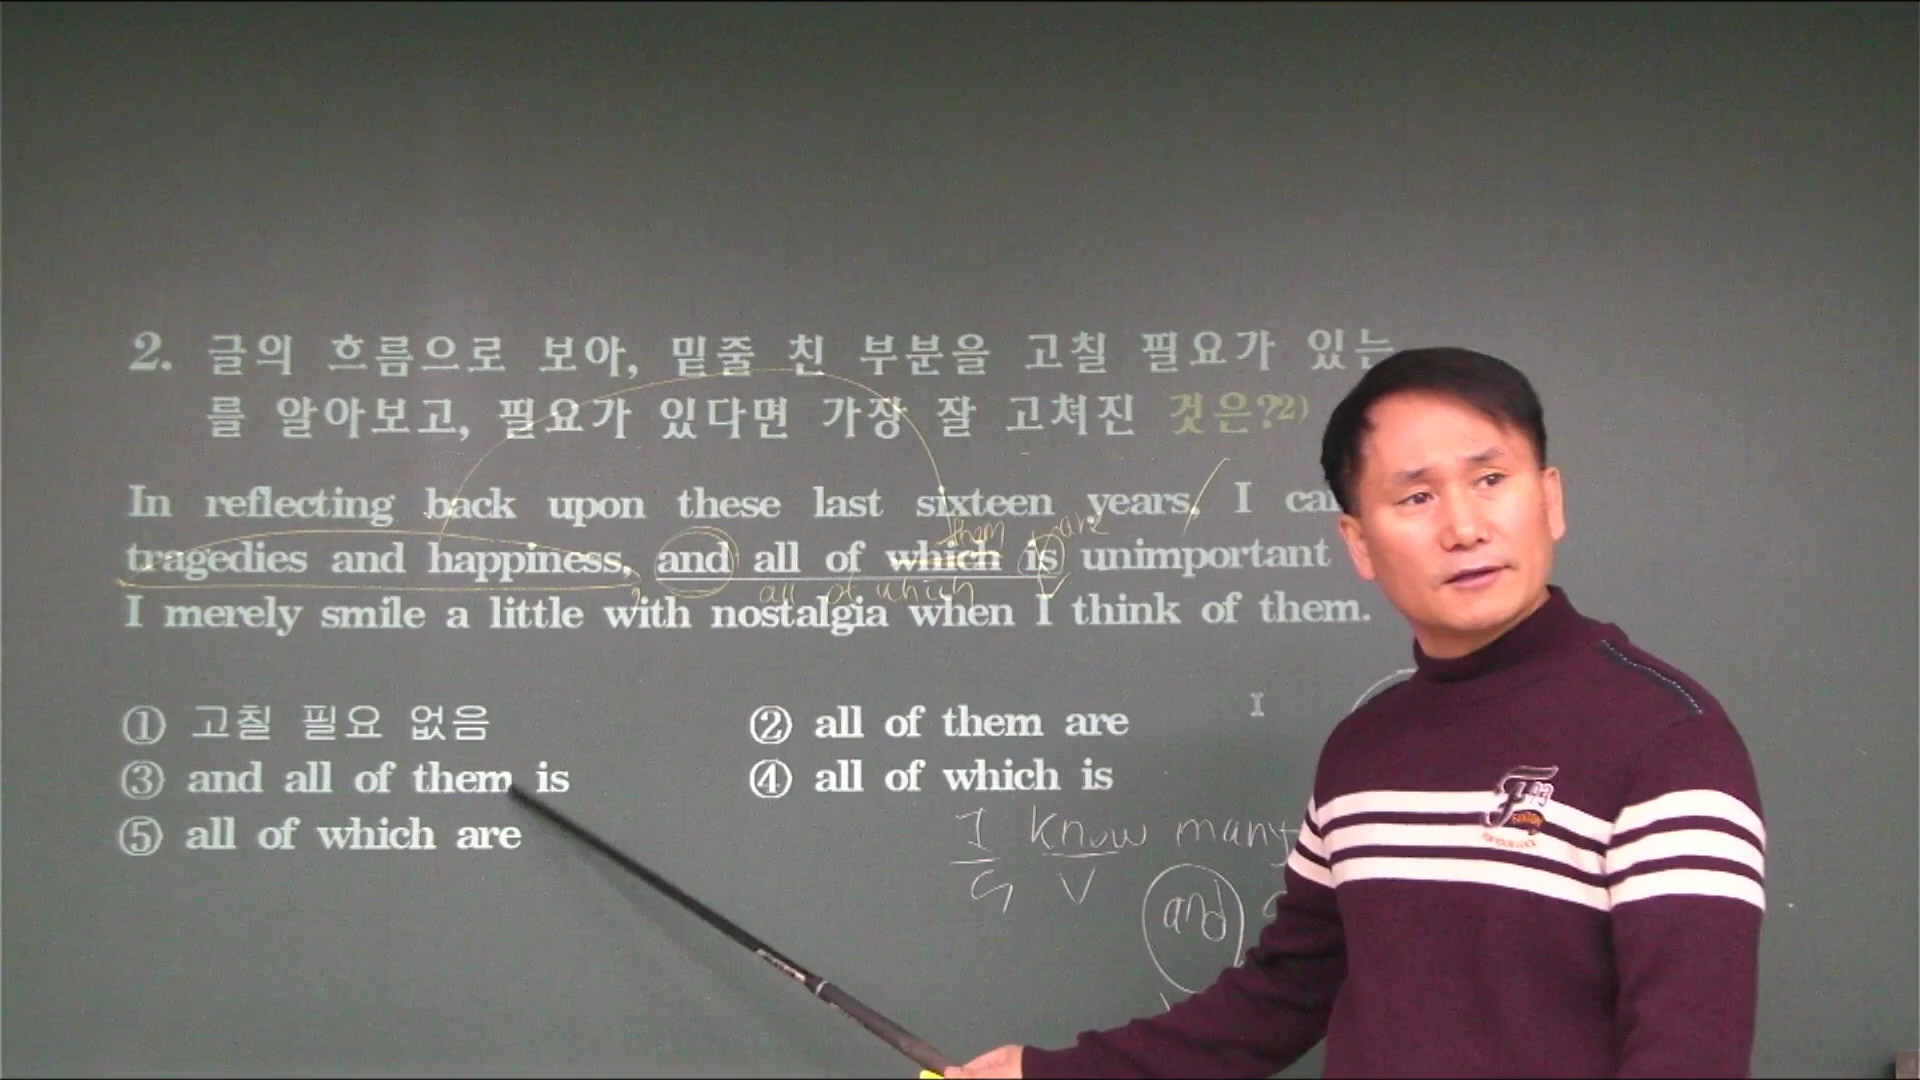 2. 글의 흐름으로 보아, 밑줄 친 부분을 고칠 필요가 있는
를 알아보고, 필요가 있다면 가장 잘 고쳐진 것은?2)
In reflecting back upon these last sixteen years, I
tragedies and happiness, and all of which is unimportant
them are
all of which
I merely smile a little with nostalgia when I think of them.
① 고칠 필요 없음 ② all of them are
I
③ and all of them is ④ all of which is
⑤ all of which are
I know many
S V
and